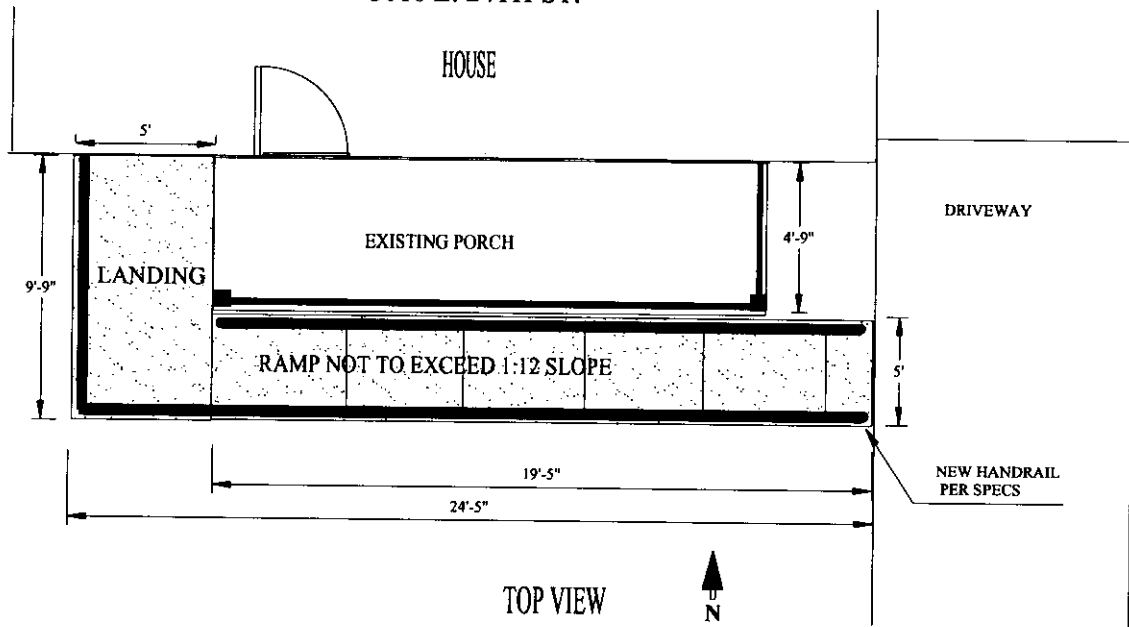 HOUSE
5'
DRIVEWAY
EXISTING PORCH
4'-9"
9'-9"
LANDING
RAMP NOT TO EXCEED 1:12 SLOPE
5'
19'-5"
NEW HANDRAIL
PER SPECS
24'-5"
TOP VIEW
N